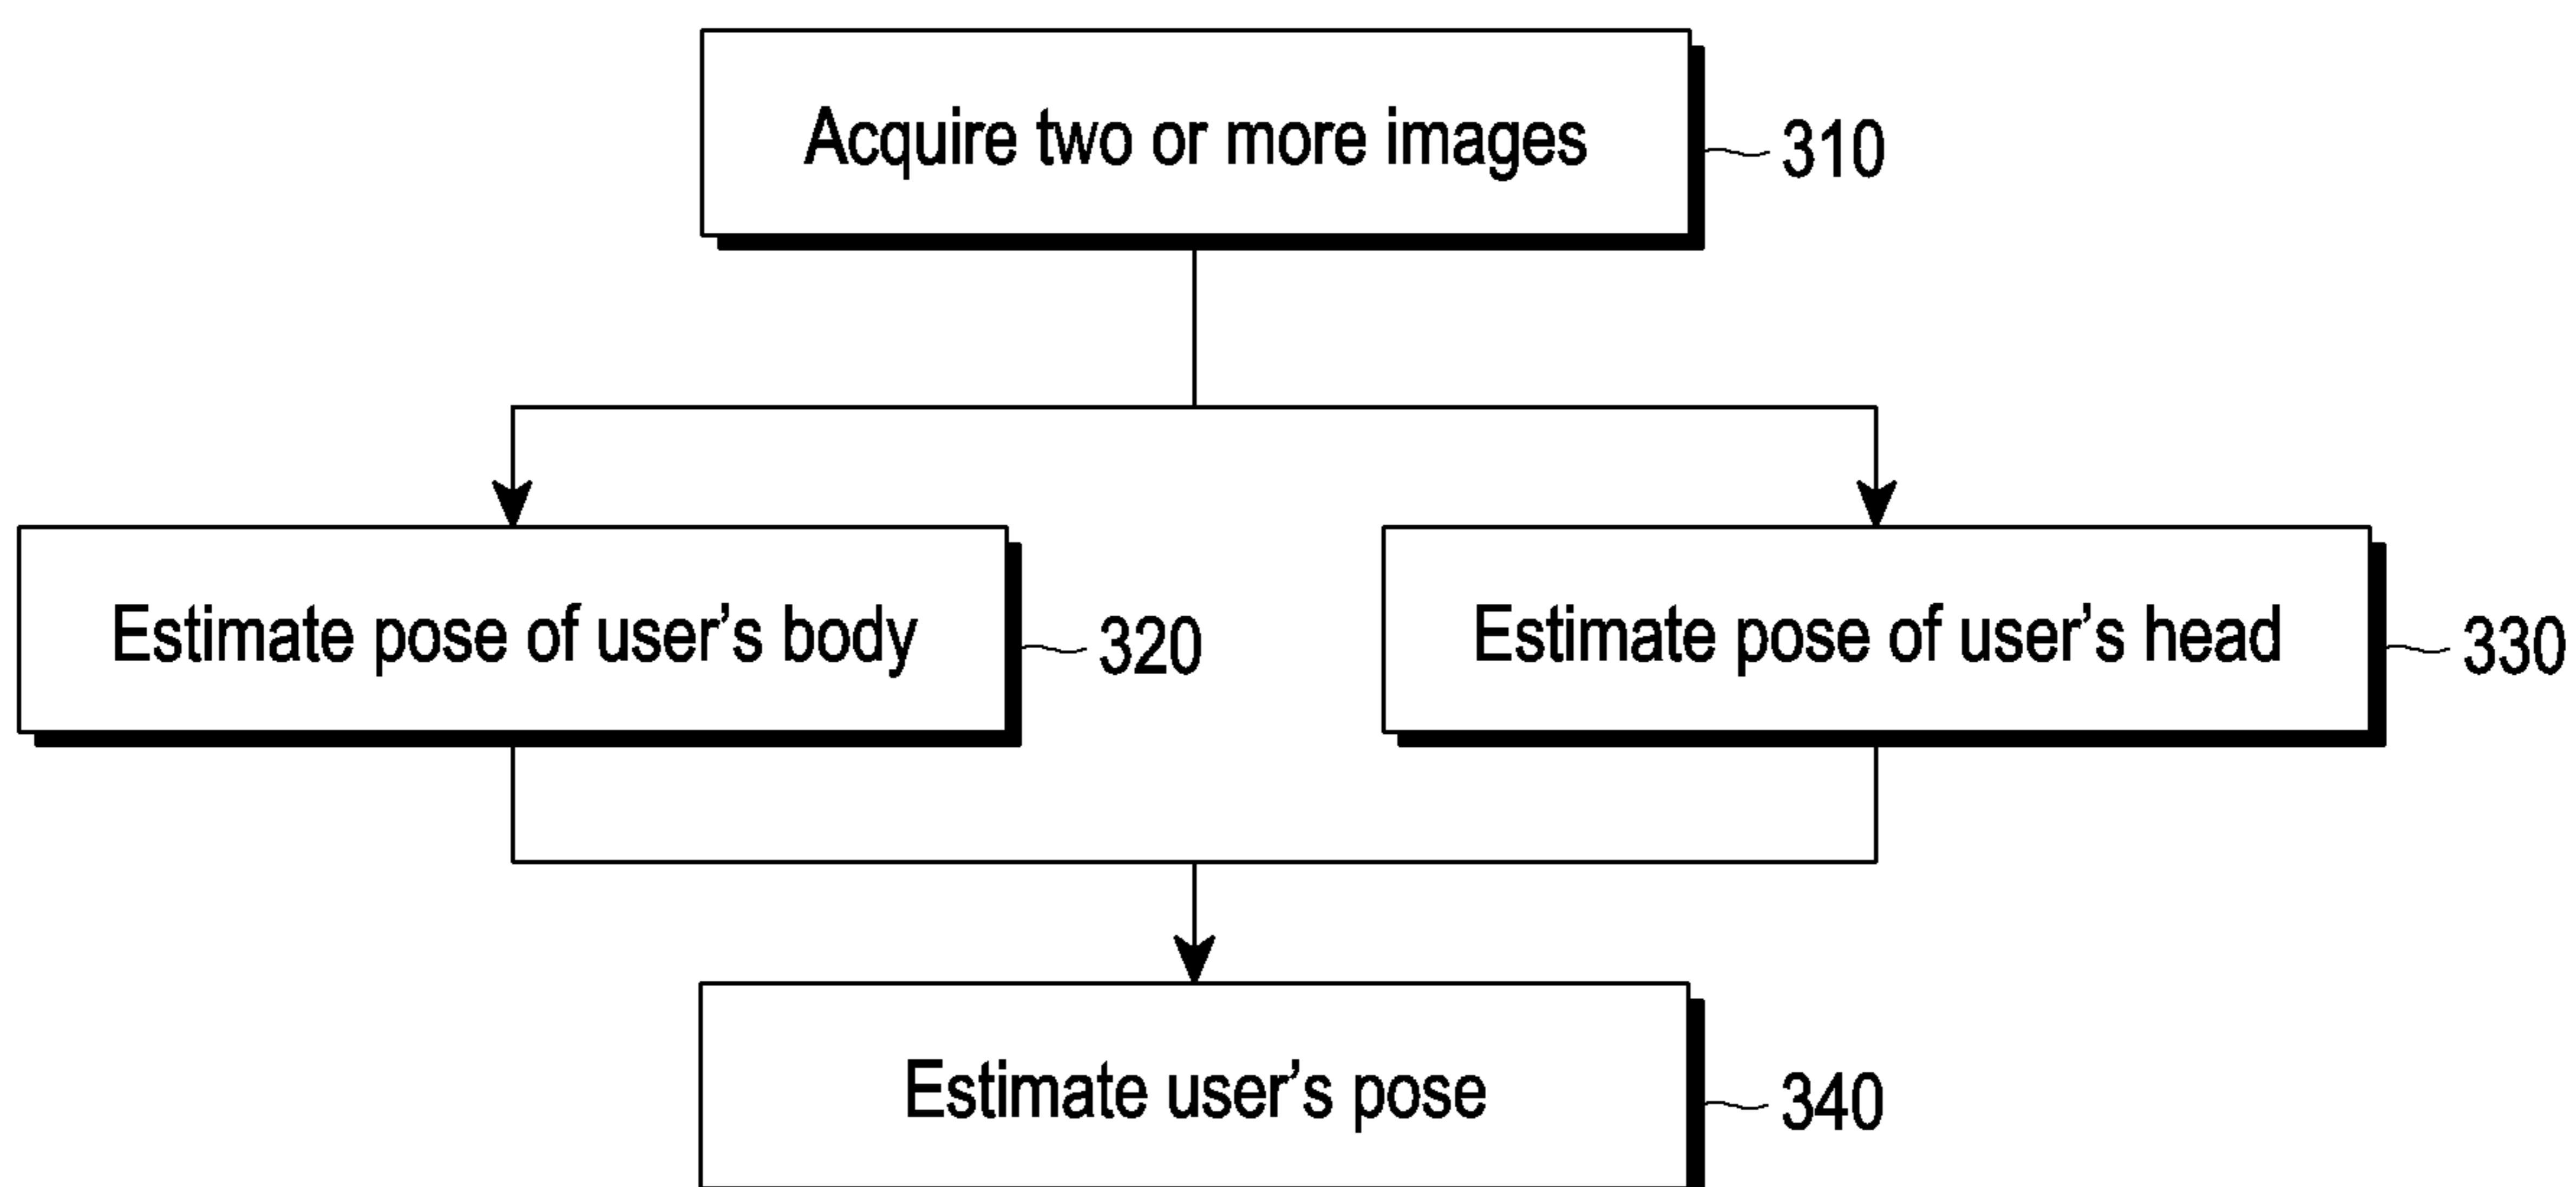 Acquire two or more images
310
Estimate pose of user’s body
320
Estimate pose of user’s head
330
Estimate user’s pose
340